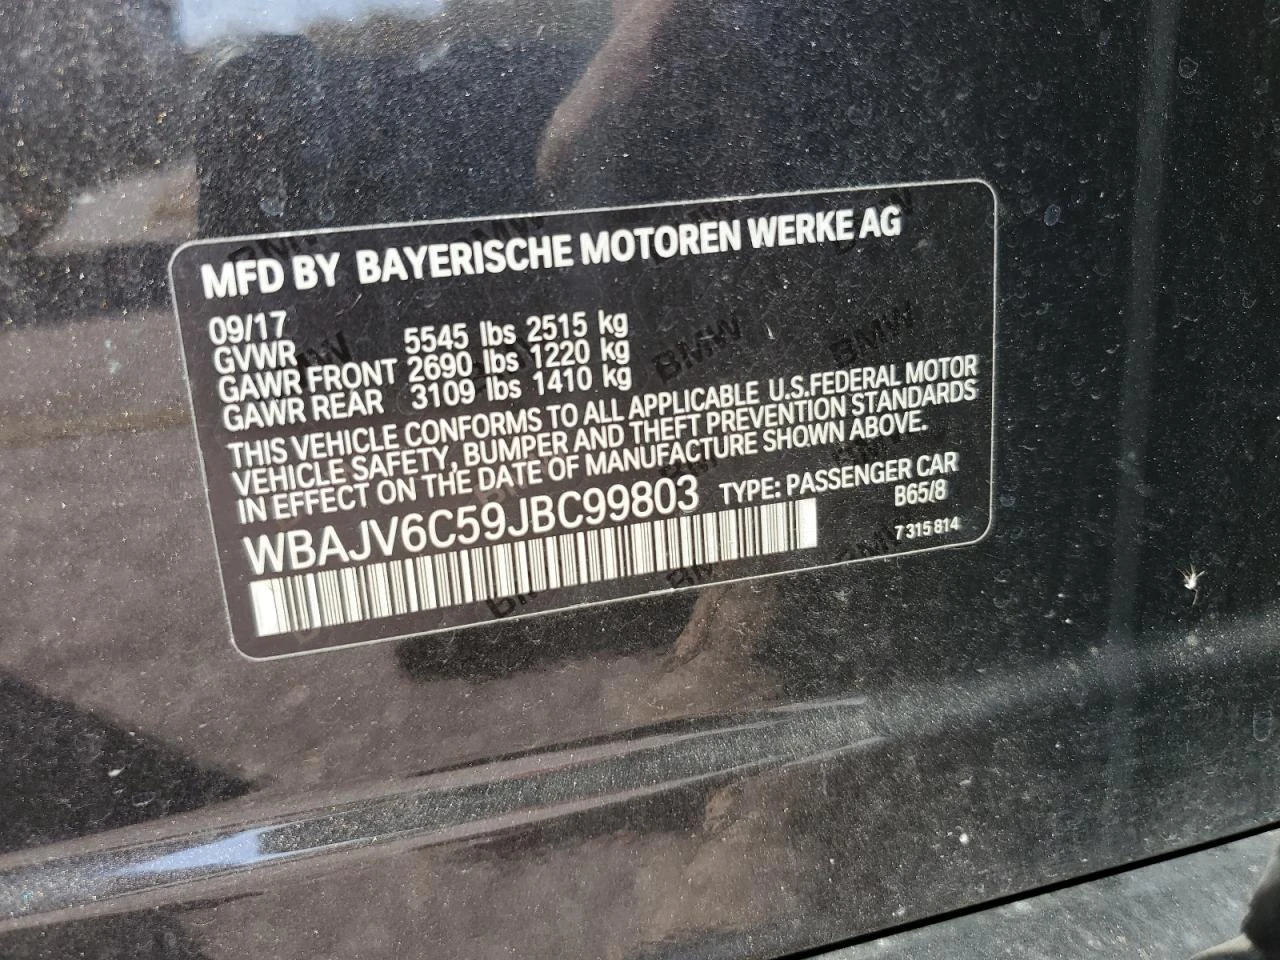 MFD BY BAYERISCHE MOTOREN WERKE AG
09/17
GVWR 5545 lbs 2515 kg
GAWR FRONT 2690 lbs 1220 kg
GAWR REAR 3109 lbs 1410 kg
THIS VEHICLE CONFORMS TO ALL APPLICABLE U.S.FEDERAL MOTOR
VEHICLE SAFETY, BUMPER AND THEFT PREVENTION STANDARDS
IN EFFECT ON THE DATE OF MANUFACTURE SHOWN ABOVE.
WBAJV6C59JBC99803 TYPE: PASSENGER CAR
B65/8
7 315 814